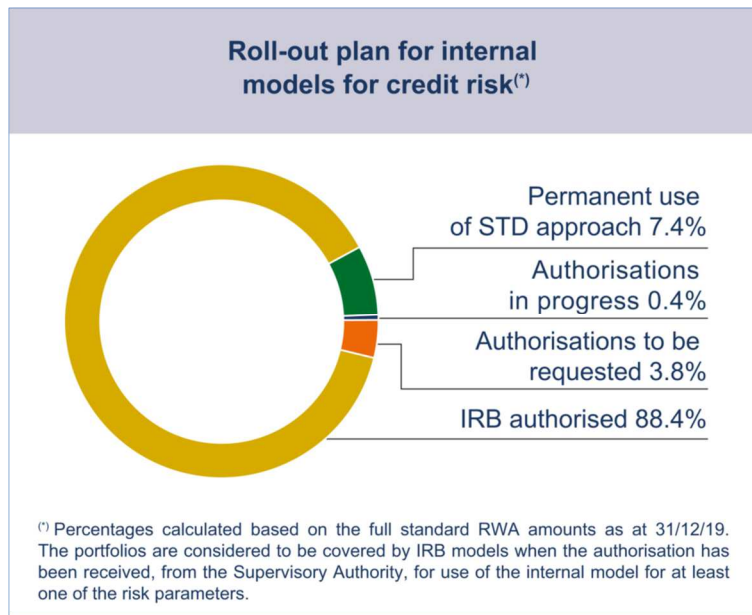 Roll-out plan for internal
models for credit risk(*)
Permanent use
of STD approach 7.4%
Authorisations
in progress 0.4%
Authorisations to be
requested 3.8%
IRB authorised 88.4%
(*) Percentages calculated based on the full standard RWA amounts as at 31/12/19.
The portfolios are considered to be covered by IRB models when the authorisation has
been received, from the Supervisory Authority, for use of the internal model for at least
one of the risk parameters.